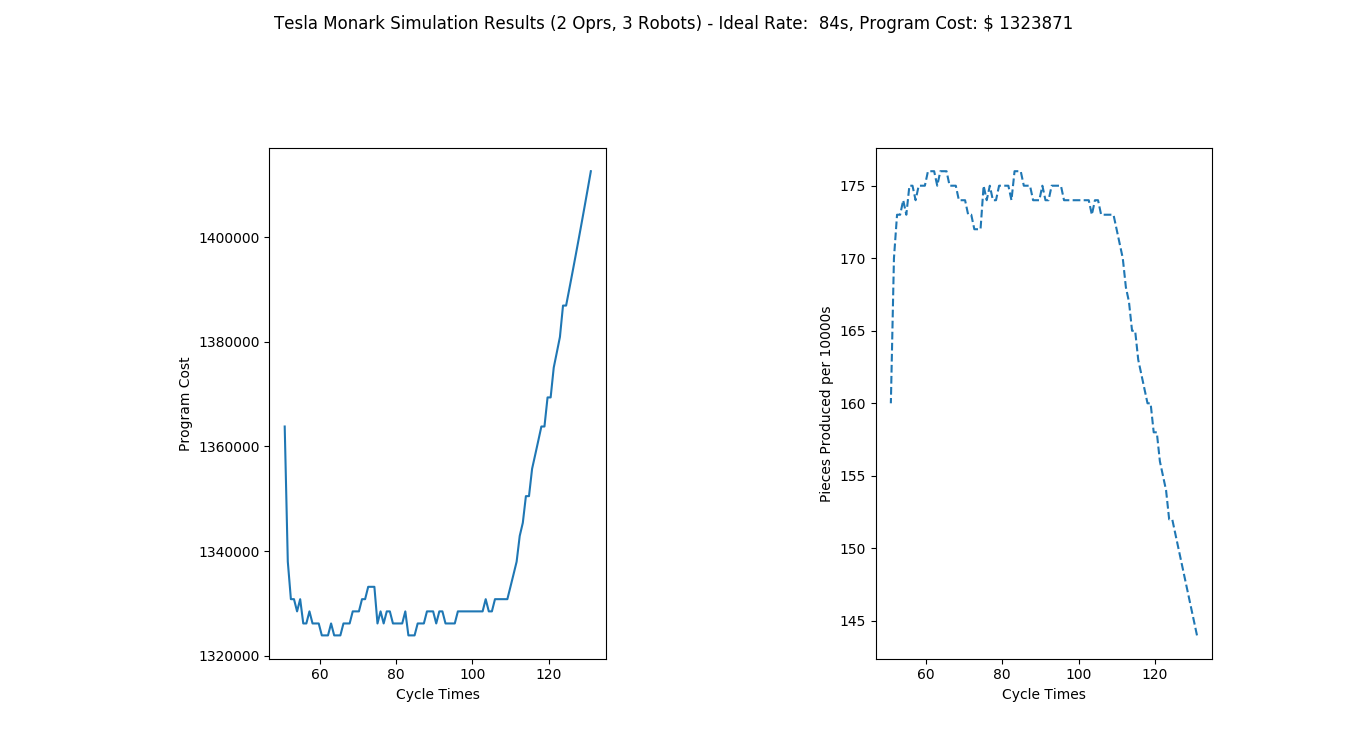 Tesla Monark Simulation Results (2 Oprs, 3 Robots) - Ideal Rate:  84s, Program Cost: $ 1323871
Program Cost
1400000
1380000
1360000
1340000
1320000
60 80 100 120
Cycle Times
Pieces Produced per 10000s
175
170
165
160
155
150
145
60 80 100 120
Cycle Times